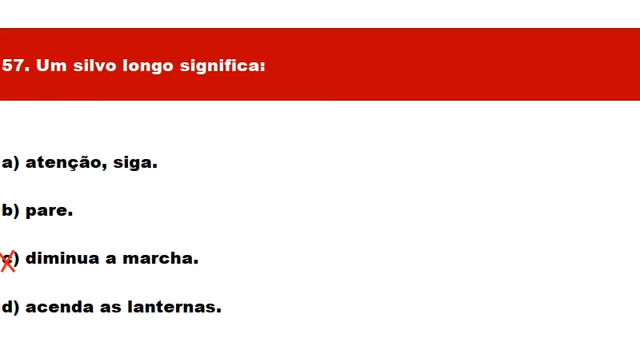 57. Um silvo longo significa:
a) atenção, siga.
b) pare.
c) diminua a marcha.
d) acenda as lanternas.